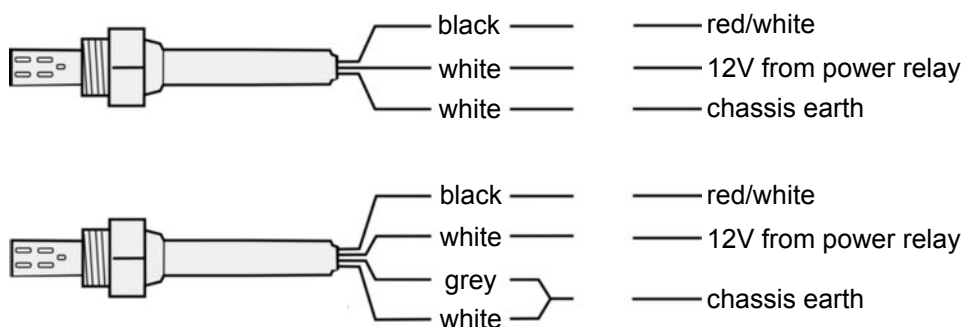 black red/white
white 12V from power relay
white chassis earth
black red/white
white 12V from power relay
grey
chassis earth
white